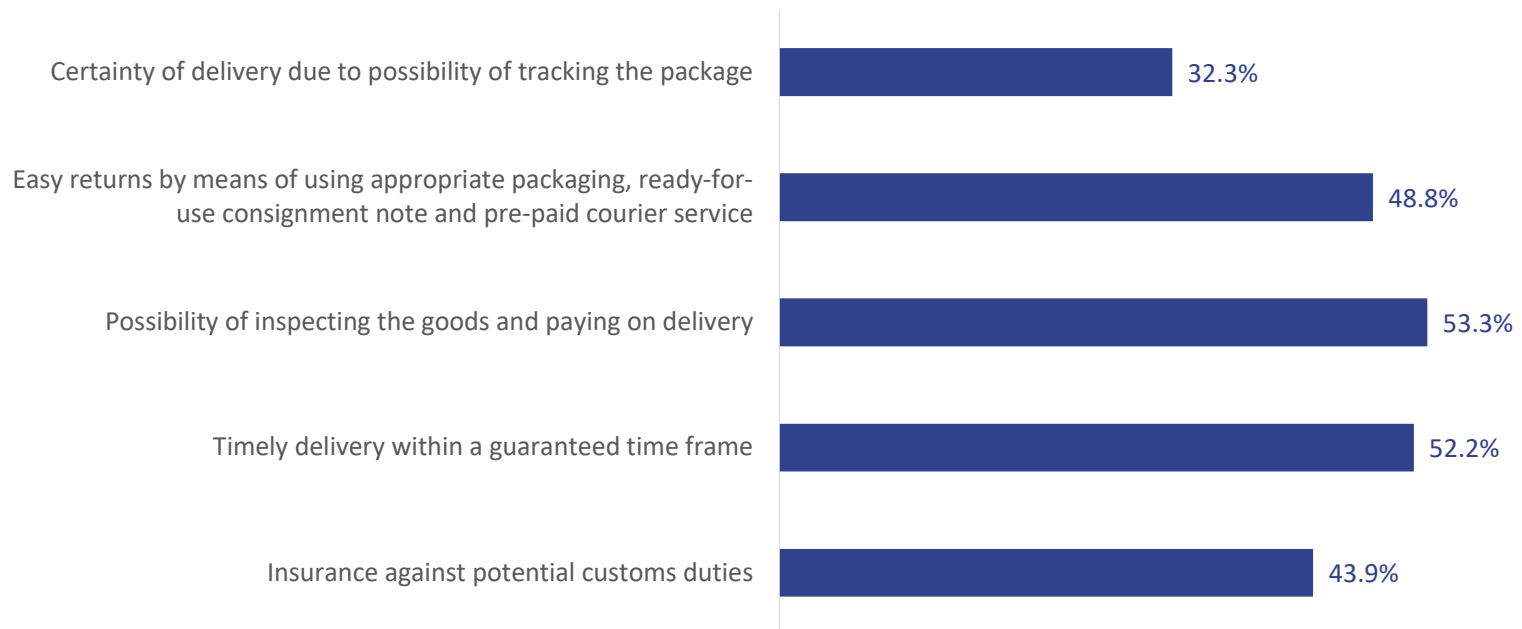 Certainty of delivery due to possibility of tracking the package
32.3%
Easy returns by means of using appropriate packaging, ready-for-
use consignment note and pre-paid courier service
48.8%
Possibility of inspecting the goods and paying on delivery
53.3%
Timely delivery within a guaranteed time frame
52.2%
Insurance against potential customs duties
43.9%